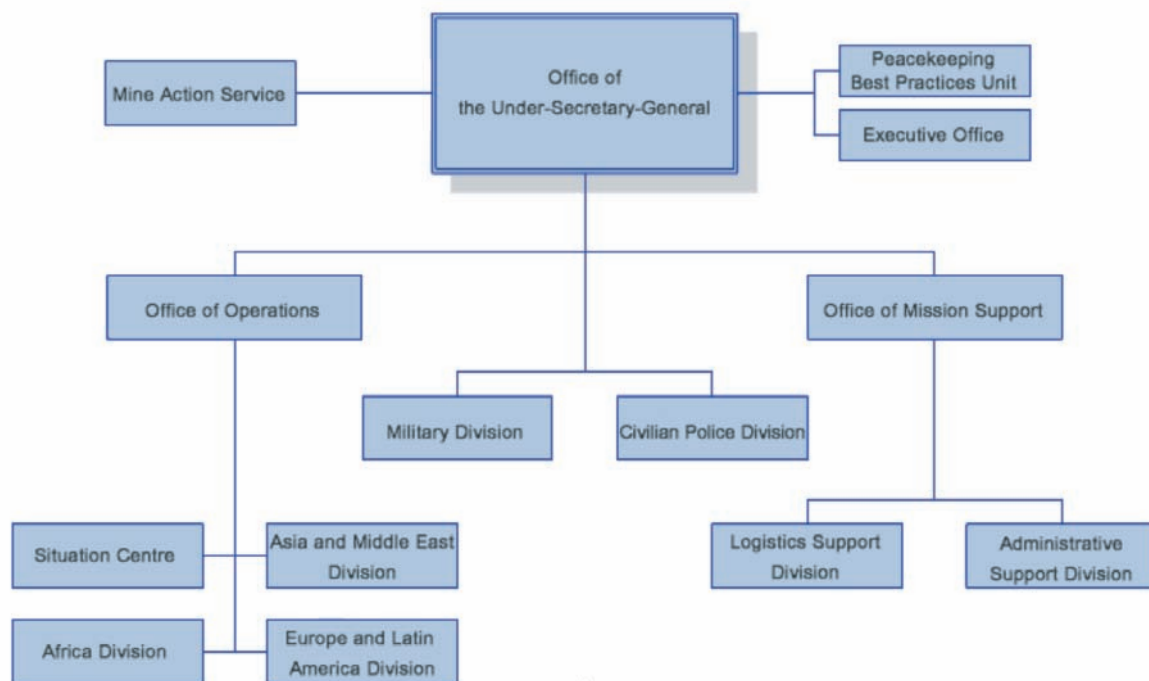 Office of
the Under-Secretary-General
Mine Action Service
Peacekeeping
Best Practices Unit
Executive Office
Office of Operations
Office of Mission Support
Military Division
Civilian Police Division
Situation Centre
Asia and Middle East
Division
Logistics Support
Division
Administrative
Support Division
Africa Division
Europe and Latin
America Division